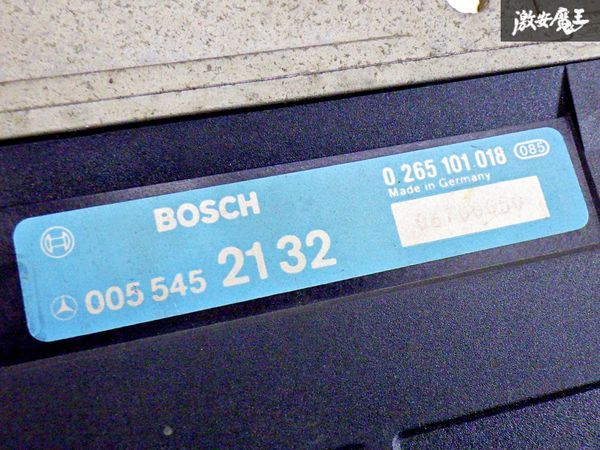 激安魔王
0 265 101 018 085
Made in Germany
BOSCH
005 545 21 32